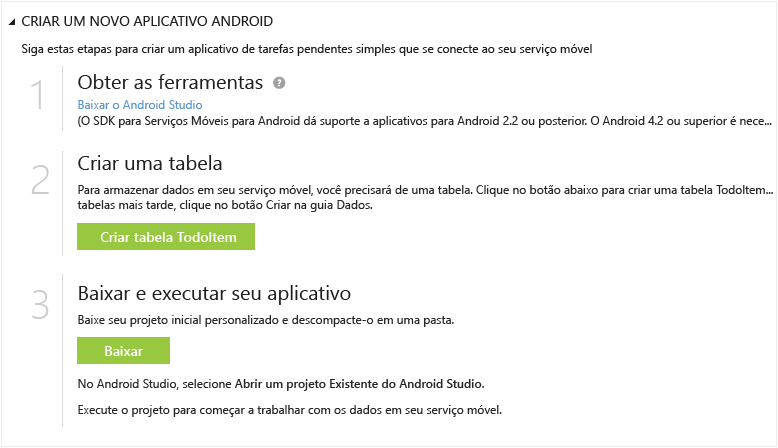 CRIAR UM NOVO APLICATIVO ANDROID
Siga estas etapas para criar um aplicativo de tarefas pendentes simples que se conecte ao seu serviço móvel
1
Obter as ferramentas ?
Baixar o Android Studio
(O SDK para Serviços Móveis para Android dá suporte a aplicativos para Android 2.2 ou posterior. O Android 4.2 ou superior é nece...
2
Criar uma tabela
Para armazenar dados em seu serviço móvel, você precisará de uma tabela. Clique no botão abaixo para criar uma tabela TodoItem...
tabelas mais tarde, clique no botão Criar na guia Dados.
Criar tabela TodoItem
3
Baixar e executar seu aplicativo
Baixe seu projeto inicial personalizado e descompacte-o em uma pasta.
Baixar
No Android Studio, selecione Abrir um projeto Existente do Android Studio.
Execute o projeto para começar a trabalhar com os dados em seu serviço móvel.